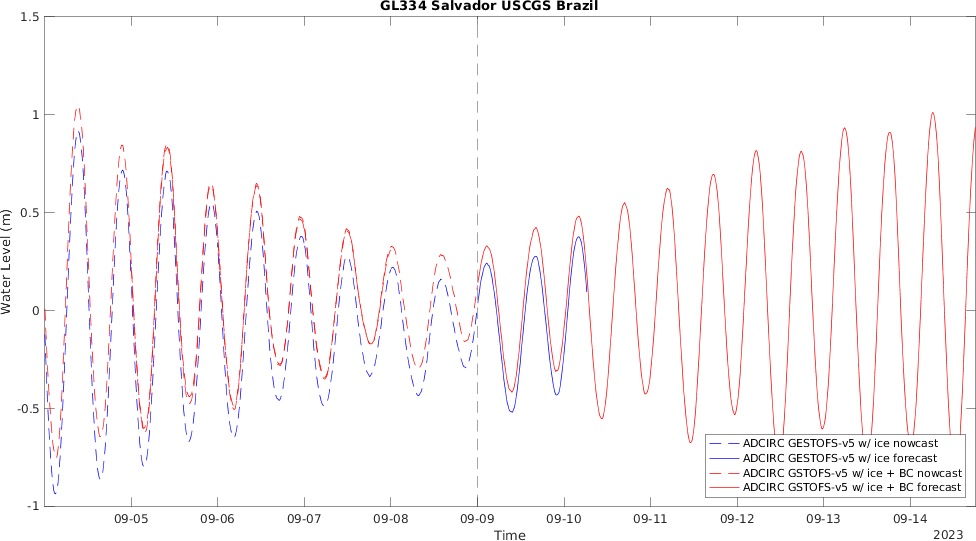 GL334 Salvador USCGS Brazil
1.5
1
0.5
0
-0.5
-1
Water Level (m)
09-05 09-06 09-07 09-08 09-09 09-10 09-11 09-12 09-13 09-14
Time
2023
ADCIRC GESTOFS-v5 w/ ice nowcast
ADCIRC GESTOFS-v5 w/ ice forecast
ADCIRC GSTOFS-v5 w/ ice + BC nowcast
ADCIRC GSTOFS-v5 w/ ice + BC forecast